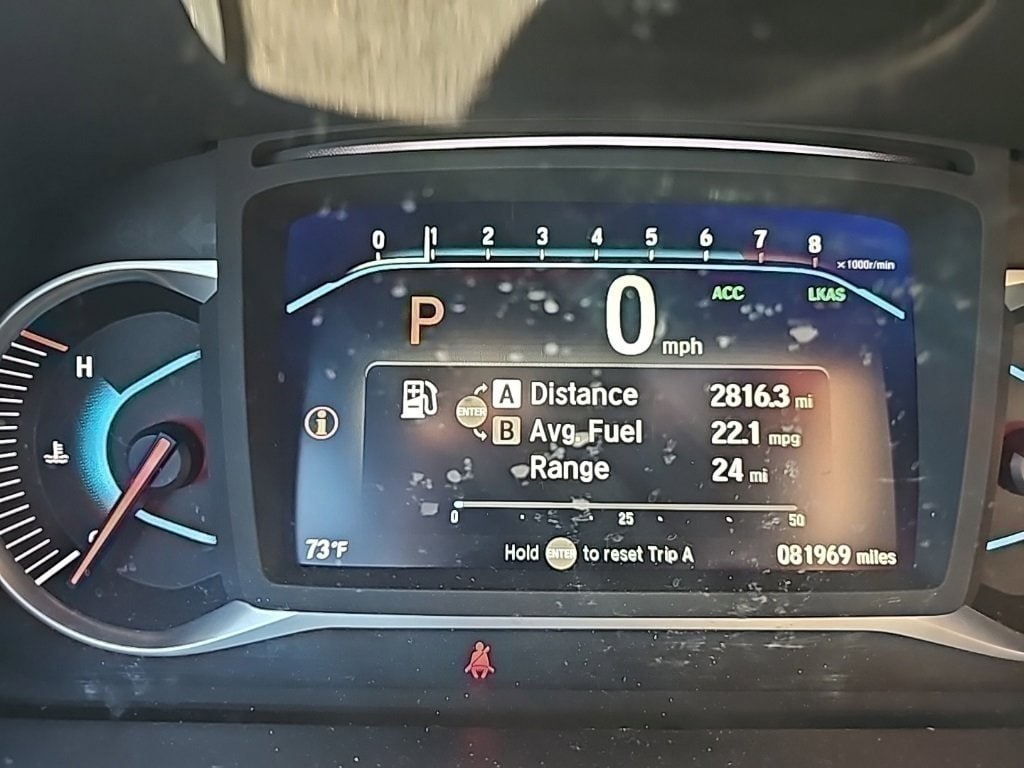 0 1 2 3 4 5 6 7 8
×1000r/min
ACC LKAS
P 0 mph
H
A Distance 2816.3 mi
ENTER
B Avg. Fuel 22.1 mpg
Range 24 mi
0 25 50
73°F Hold ENTER to reset Trip A 081969 miles